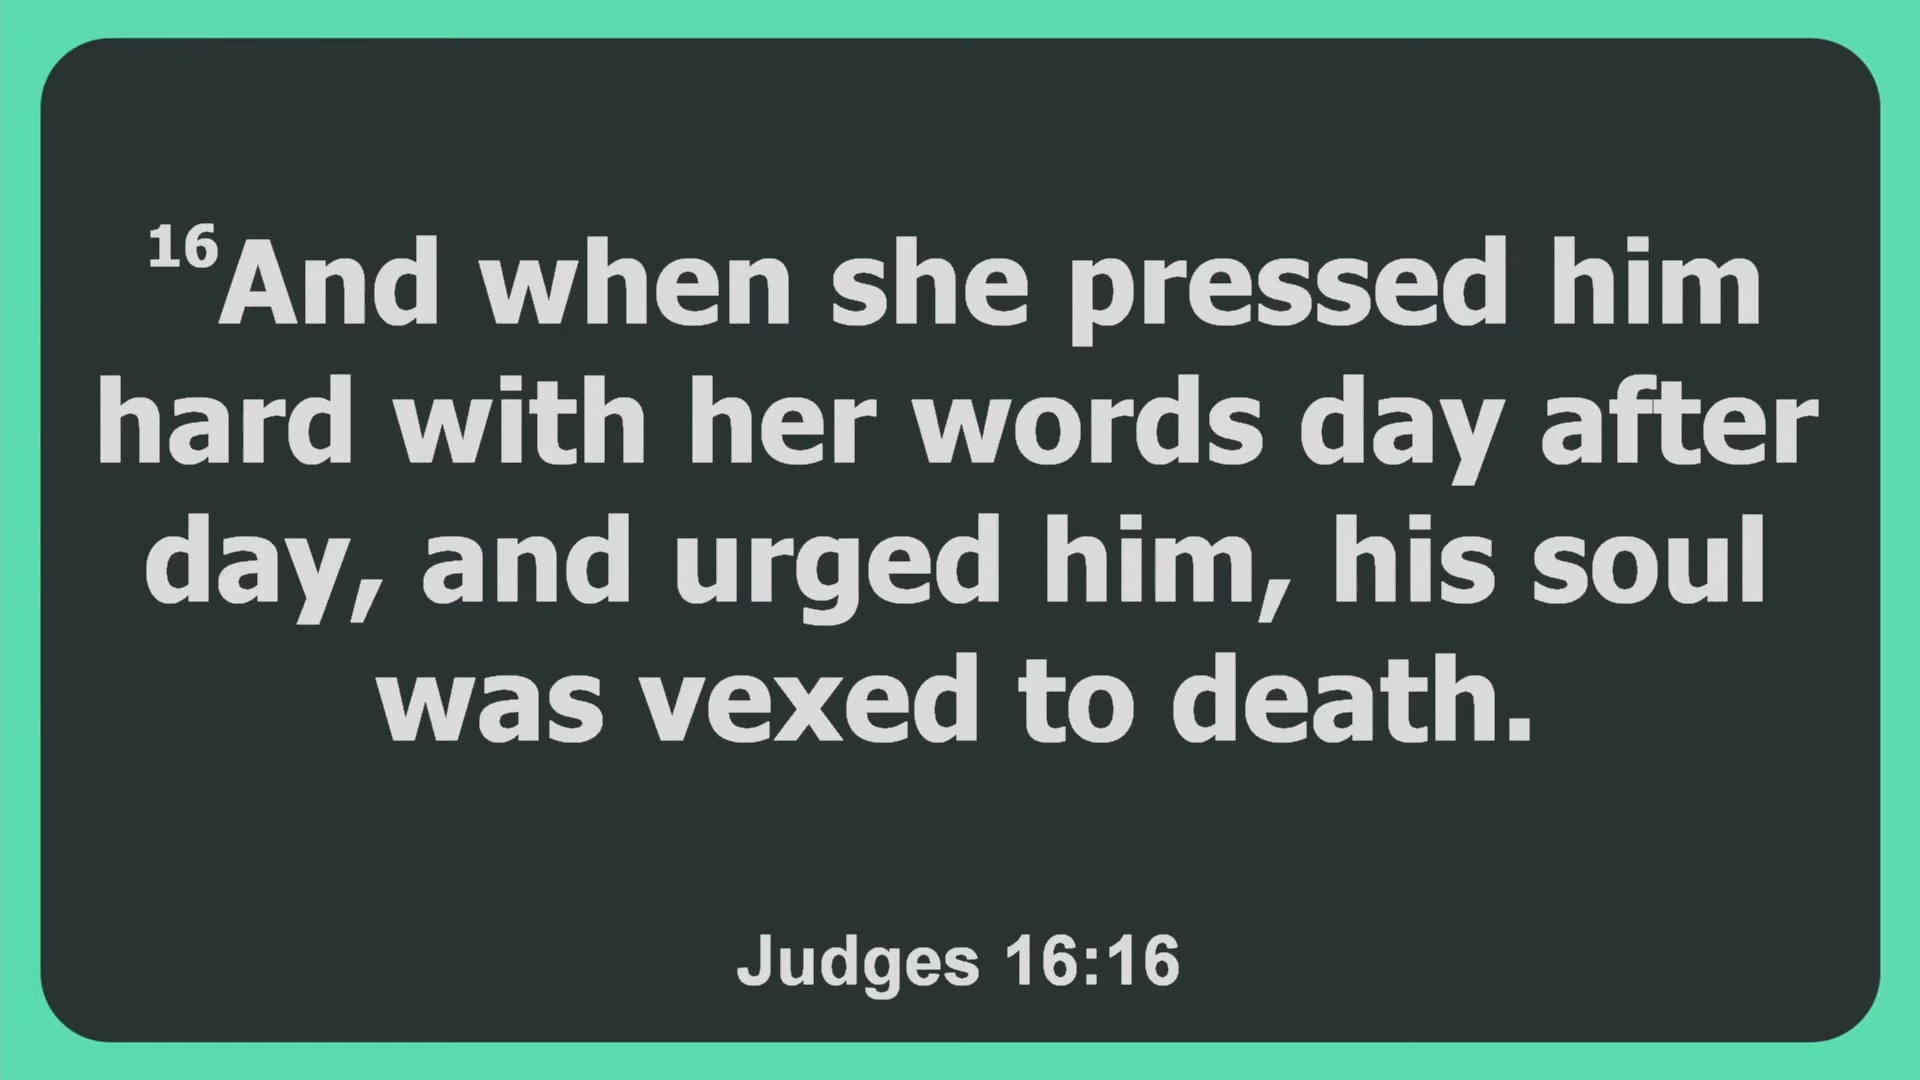 16And when she pressed him
hard with her words day after
day, and urged him, his soul
was vexed to death.
Judges 16:16